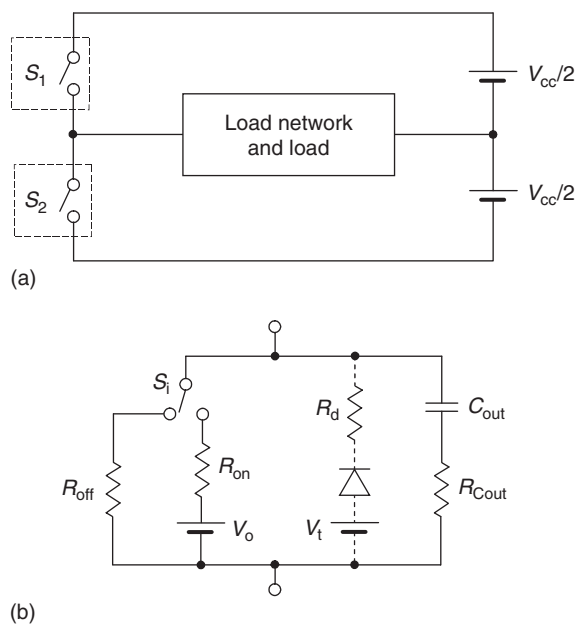 S1
Vcc/2
Load network
and load
S2
Vcc/2
(a)
Si
Rd
Cout
Roff
Ron
RCout
Vo
Vt
(b)